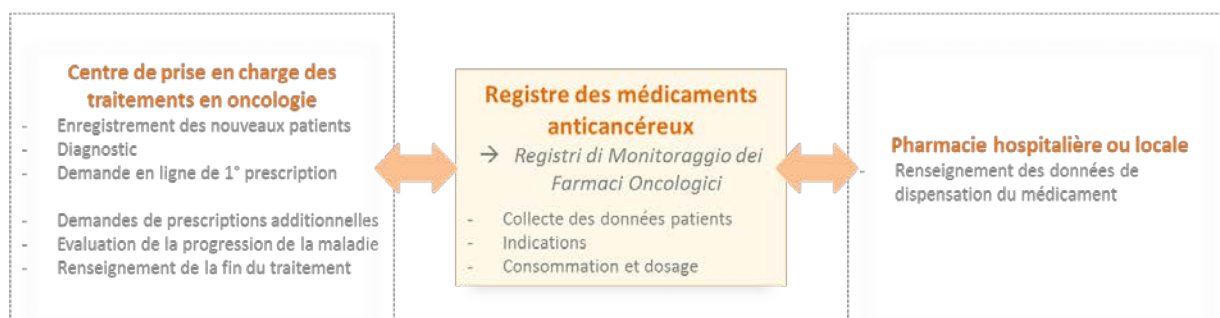 Centre de prise en charge des
traitements en oncologie
- Enregistrement des nouveaux patients
- Diagnostic
- Demande en ligne de 1° prescription
- Demandes de prescriptions additionnelles
- Evaluation de la progression de la maladie
- Renseignement de la fin du traitement
Registre des médicaments
anticancéreux
→ Registri di Monitoraggio dei
Farmaci Oncologici
- Collecte des données patients
- Indications
- Consommation et dosage
Pharmacie hospitalière ou locale
- Renseignement des données de
dispensation du médicament